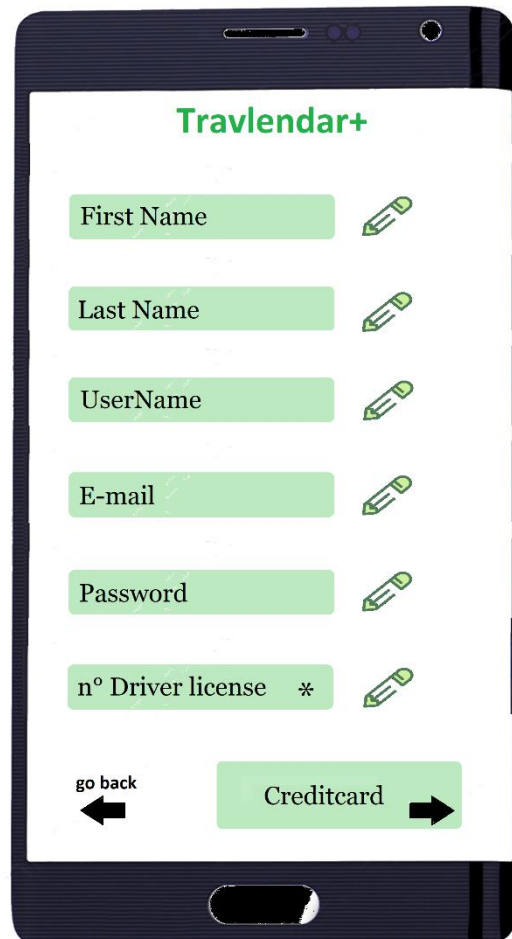 Travlendar+
First Name
Last Name
UserName
E-mail
Password
n° Driver license *
go back
Creditcard